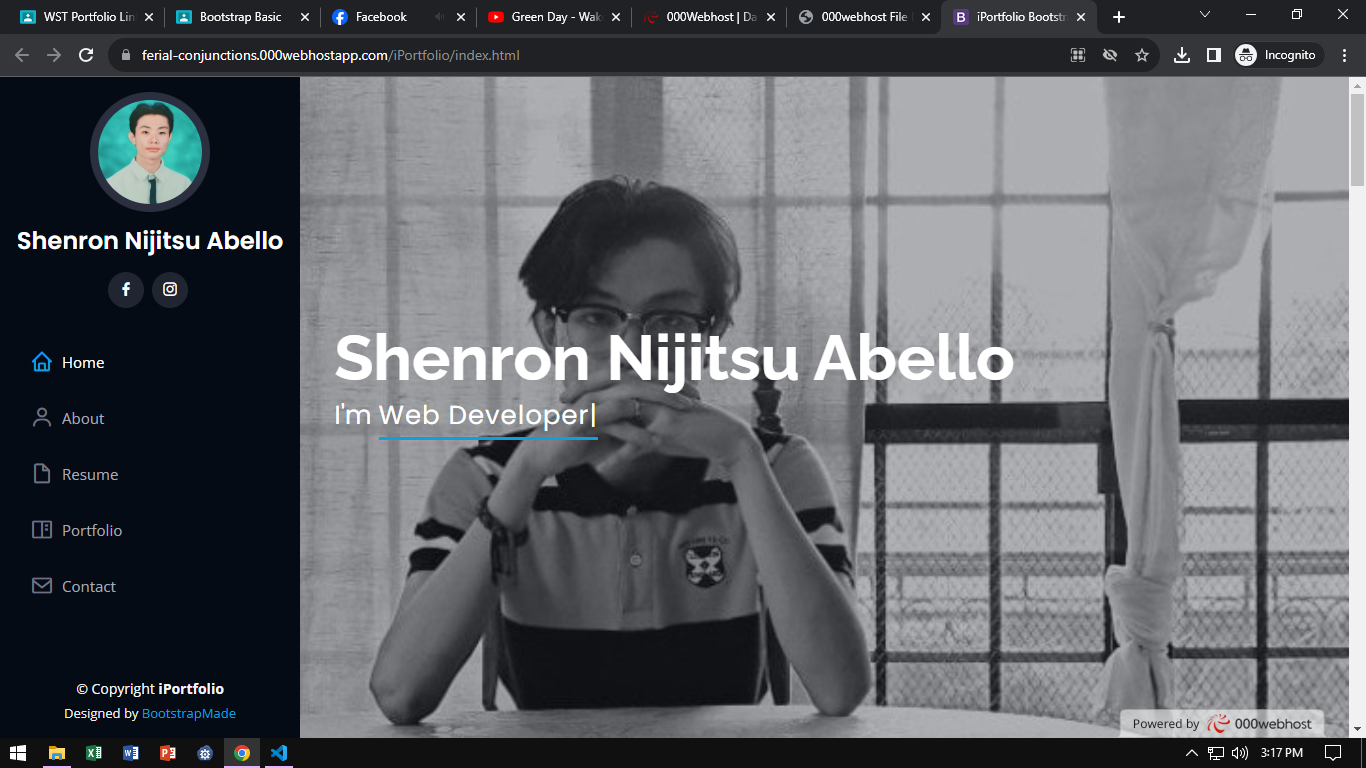 WST Portfolio Lin
Bootstrap Basic
Facebook
Green Day - Wak
000Webhost | Da
000webhost File
iPortfolio Bootstr
ferial-conjunctions.000webhostapp.com/iPortfolio/index.html
Incognito
Shenron Nijitsu Abello
Home
About
Resume
Portfolio
Contact
© Copyright iPortfolio
Designed by BootstrapMade
Shenron Nijitsu Abello
I'm Web Developer|
Powered by 000webhost
3:17 PM